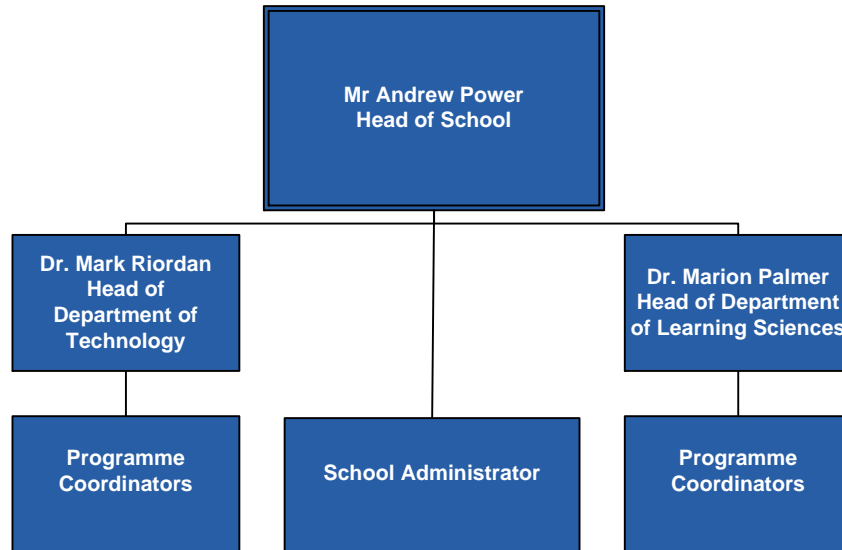 Mr Andrew Power
Head of School
Dr. Mark Riordan
Head of
Department of
Technology
Dr. Marion Palmer
Head of Department
of Learning Sciences
Programme
Coordinators
School Administrator
Programme
Coordinators